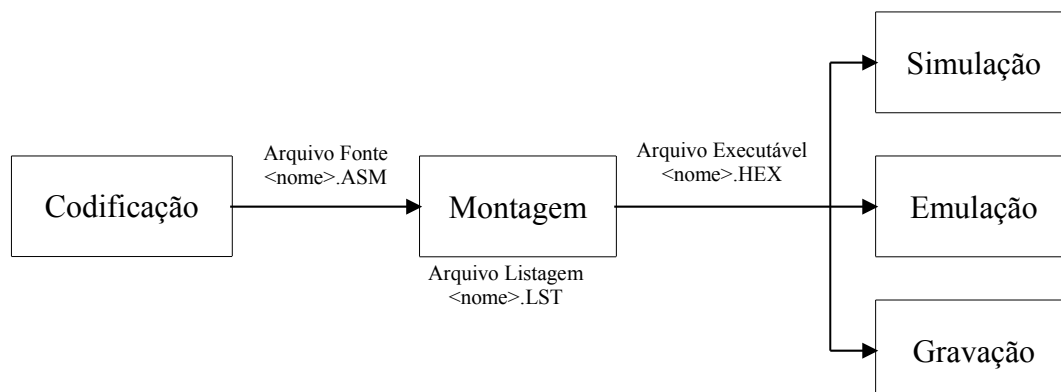 Codificação
Arquivo Fonte
<nome>.ASM
Montagem
Arquivo Listagem
<nome>.LST
Arquivo Executável
<nome>.HEX
Simulação
Emulação
Gravação